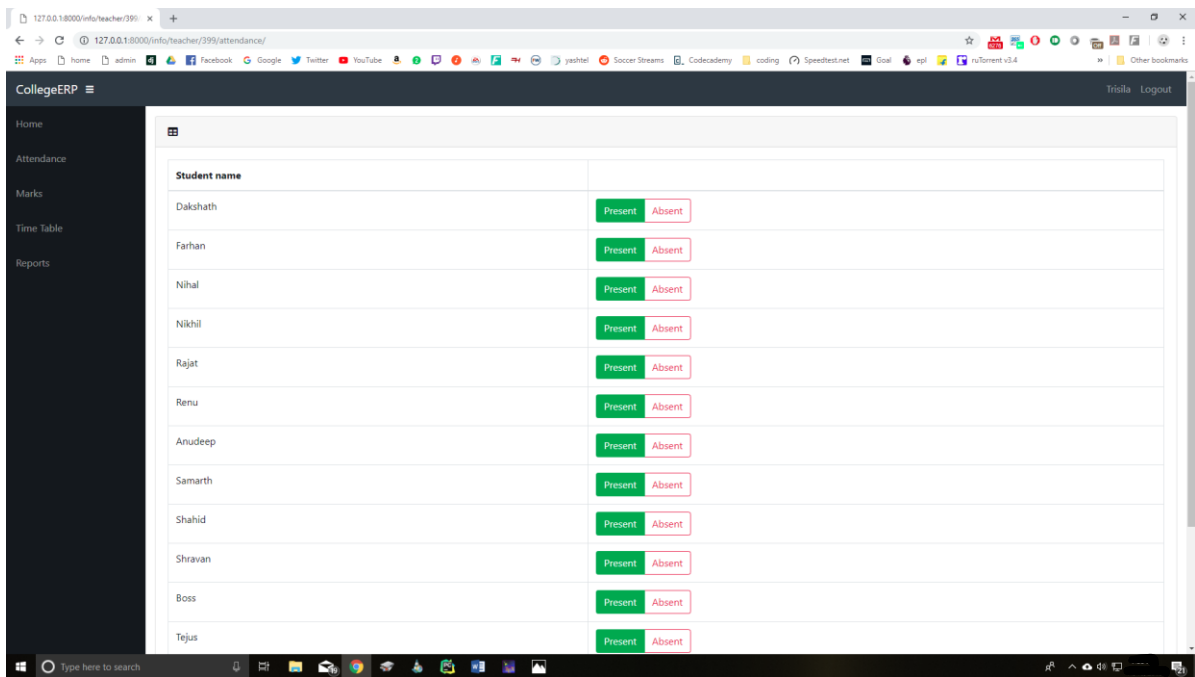 127.0.0.1:8000/info/teacher/399
127.0.0.1:8000/info/teacher/399/attendance/
Apps home admin dj Facebook Google Twitter YouTube yashtel Soccer Streams Codecademy coding Speedtest.net Goal epl ruTorrent v3.4 » Other bookmarks
CollegeERP Trisila Logout
Home
Attendance
Marks
Time Table
Reports
Student name
Dakshath Present Absent
Farhan Present Absent
Nihal Present Absent
Nikhil Present Absent
Rajat Present Absent
Renu Present Absent
Anudeep Present Absent
Samarth Present Absent
Shahid Present Absent
Shravan Present Absent
Boss Present Absent
Tejus Present Absent
Type here to search